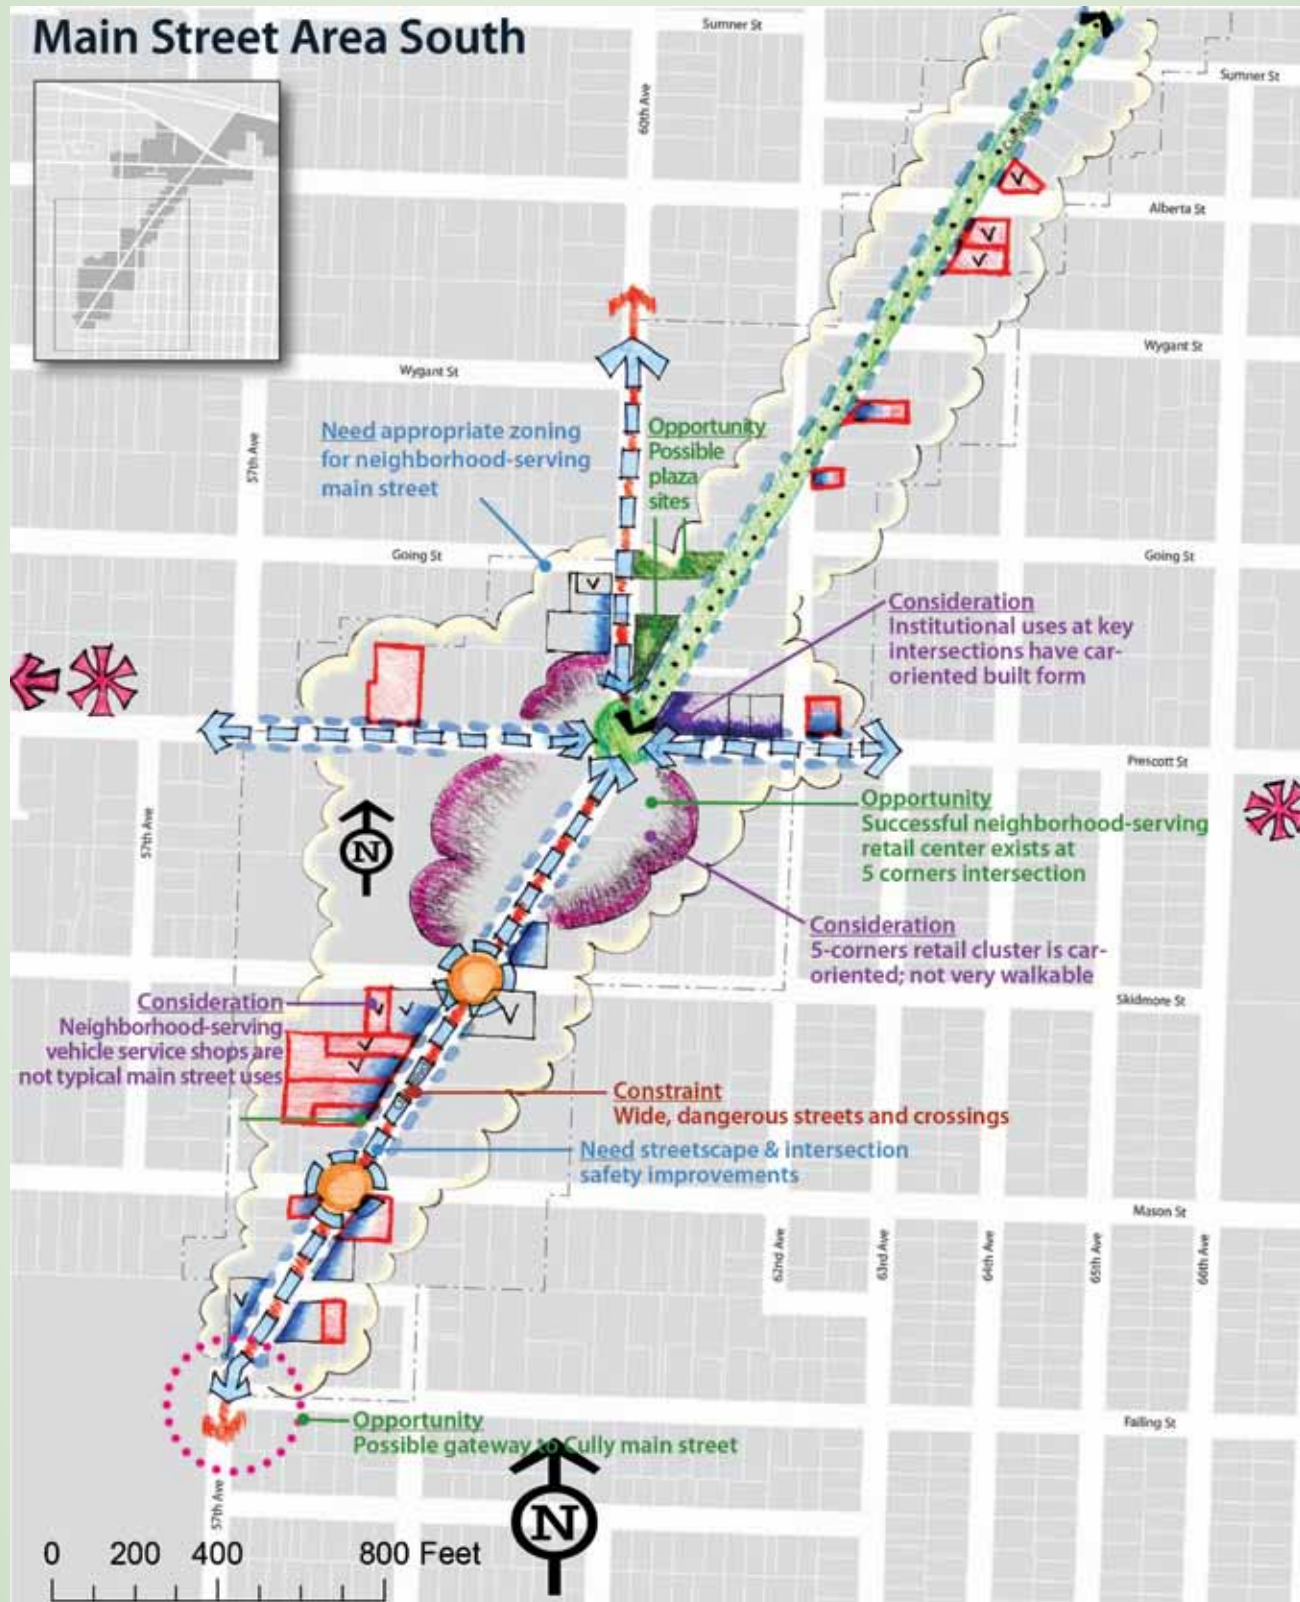 Main Street Area South
Sumner St
Sumner St
60th Ave
Alberta St
Wygant St
Wygant St
57th Ave
Need appropriate zoning
for neighborhood-serving
main street
Opportunity
Possible
plaza
sites
Going St
Going St
Consideration
Institutional uses at key
intersections have car-
oriented built form
Prescott St
57th Ave
N
Opportunity
Successful neighborhood-serving
retail center exists at
5 corners intersection
Consideration
5-corners retail cluster is car-
oriented; not very walkable
Skidmore St
Consideration
Neighborhood-serving
vehicle service shops are
not typical main street uses
Constraint
Wide, dangerous streets and crossings
Need streetscape & intersection
safety improvements
Mason St
62nd Ave
63rd Ave
64th Ave
65th Ave
66th Ave
Opportunity
Possible gateway to Cully main street
Failing St
57th Ave
N
0 200 400 800 Feet